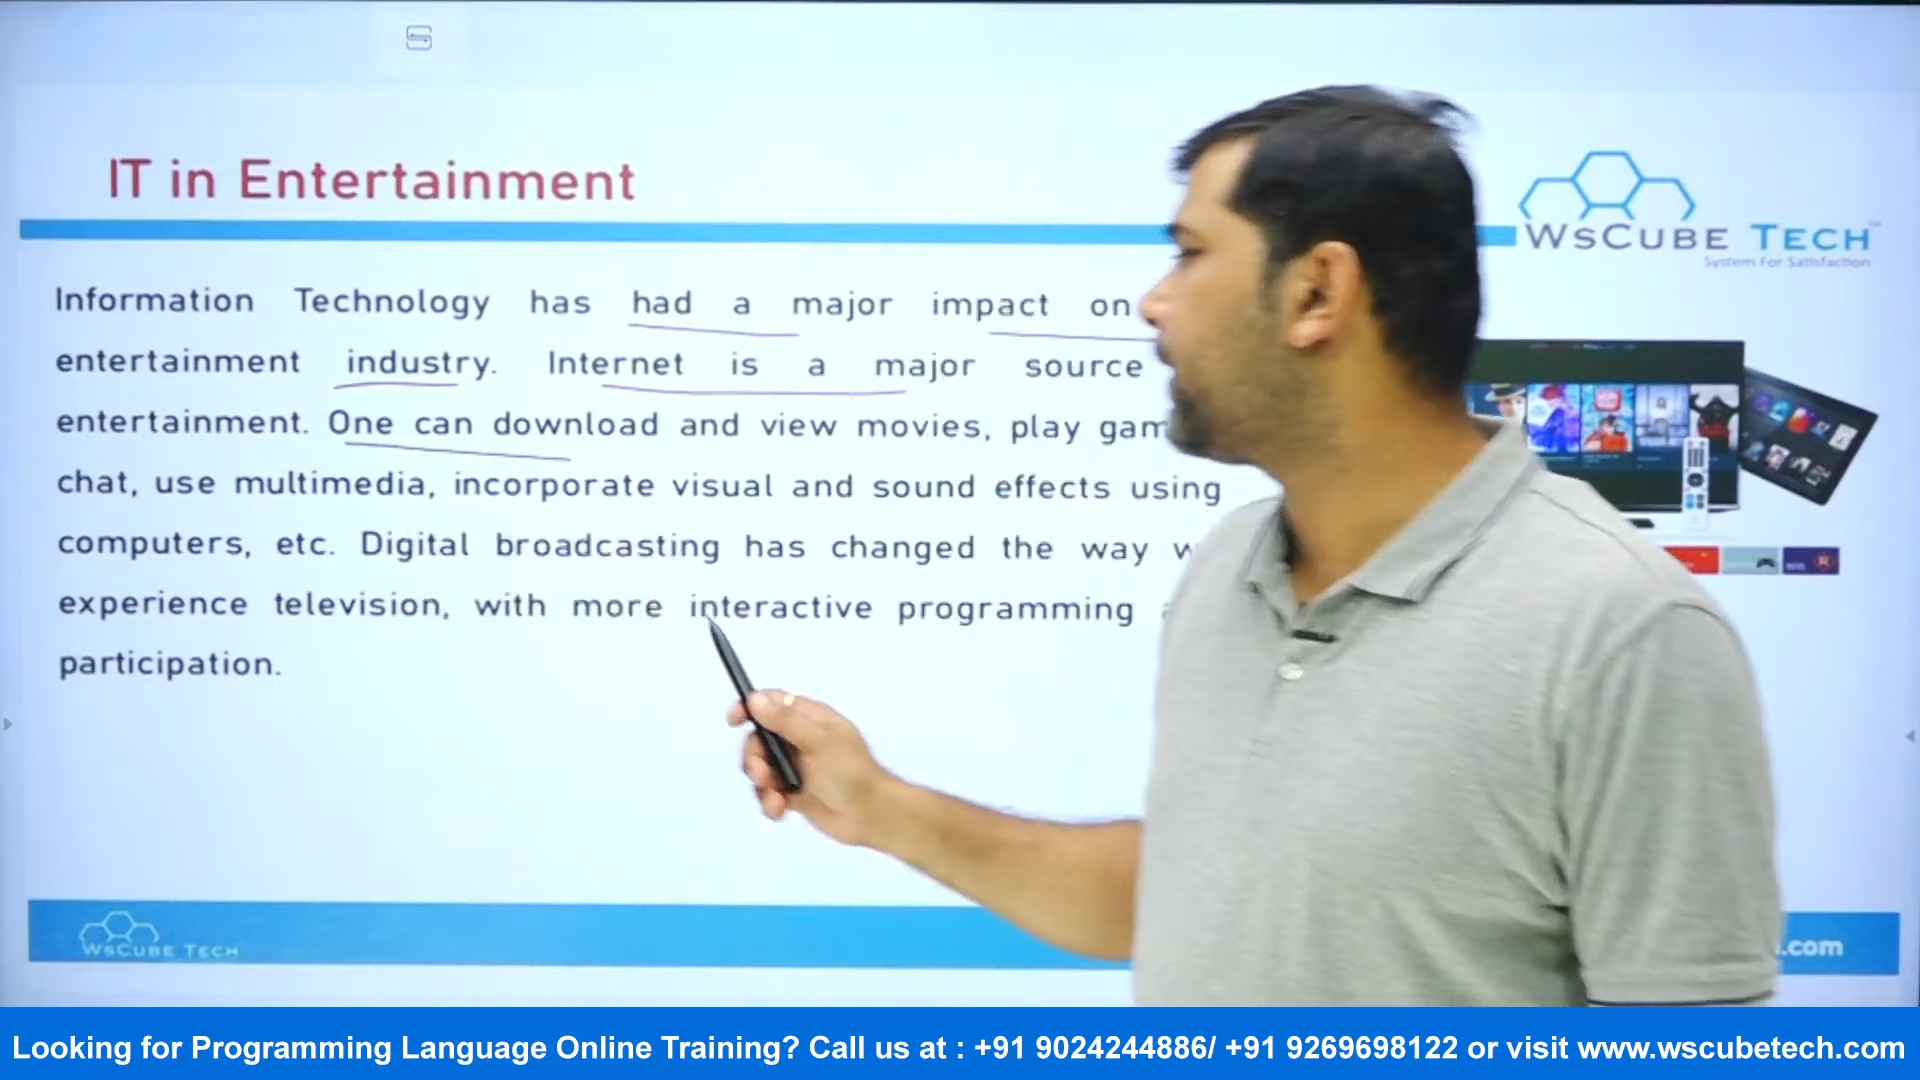 IT in Entertainment
WsCube Tech
System For Satisfaction
Information Technology has had a major impact on
entertainment industry. Internet is a major source
entertainment. One can download and view movies, play gam
chat, use multimedia, incorporate visual and sound effects using
computers, etc. Digital broadcasting has changed the way w
experience television, with more interactive programming a
participation.
WsCube Tech
.com
Looking for Programming Language Online Training? Call us at : +91 9024244886/ +91 9269698122 or visit www.wscubetech.com